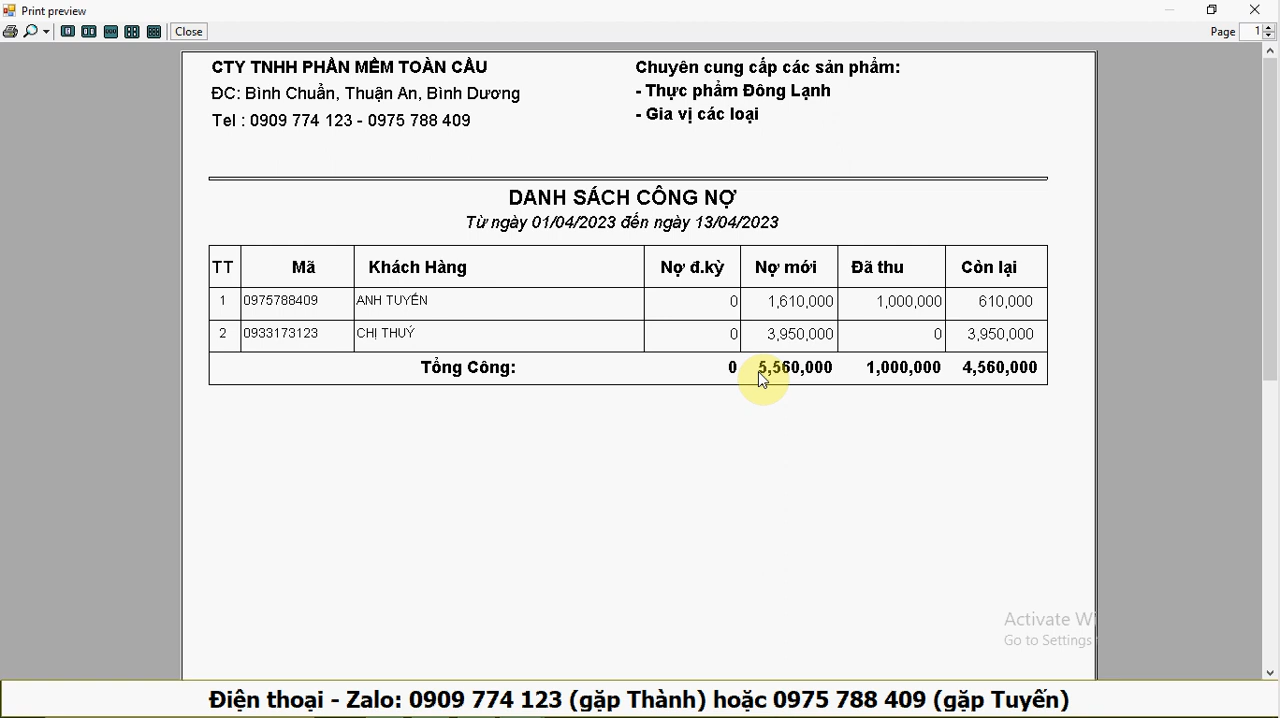 Print preview
Close
Page 1
CTY TNHH PHẦN MỀM TOÀN CẦU
ĐC: Bình Chuẩn, Thuận An, Bình Dương
Tel : 0909 774 123 - 0975 788 409
Chuyên cung cấp các sản phẩm:
- Thực phẩm Đông Lạnh
- Gia vị các loại
DANH SÁCH CÔNG NỢ
Từ ngày 01/04/2023 đến ngày 13/04/2023
TT Mã Khách Hàng Nợ đ.kỳ Nợ mới Đã thu Còn lại
1 0975788409 ANH TUYẾN 0 1,610,000 1,000,000 610,000
2 0933173123 CHỊ THUÝ 0 3,950,000 0 3,950,000
Tổng Công: 0 5,560,000 1,000,000 4,560,000
Activate Wi
Go to Settings
Điện thoại - Zalo: 0909 774 123 (gặp Thành) hoặc 0975 788 409 (gặp Tuyến)